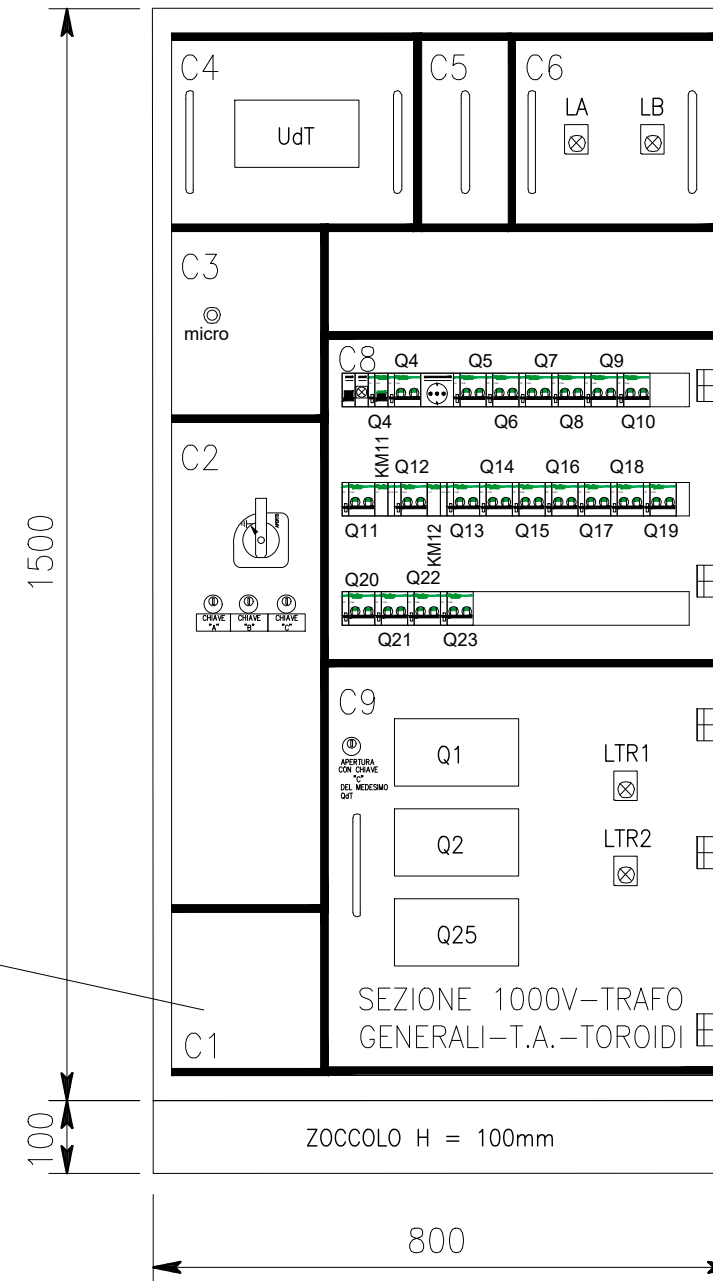 C4
C5
C6
UdT
LA
LB
C3
micro
C8
Q4
Q5
Q7
Q9
Q4
Q6
Q8
Q10
C2
KM11
Q12
Q14
Q16
Q18
Q11
KM12
Q13
Q15
Q17
Q19
CHIAVE
"A"
CHIAVE
"B"
CHIAVE
"C"
Q20
Q22
Q21
Q23
1500
C9
APERTURA
CON CHIAVE
"C"
DEL MEDESIMO
QdT
Q1
LTR1
Q2
LTR2
Q25
SEZIONE 1000V-TRAFO
GENERALI-T.A.-TOROIDI
C1
100
ZOCCOLO H = 100mm
800